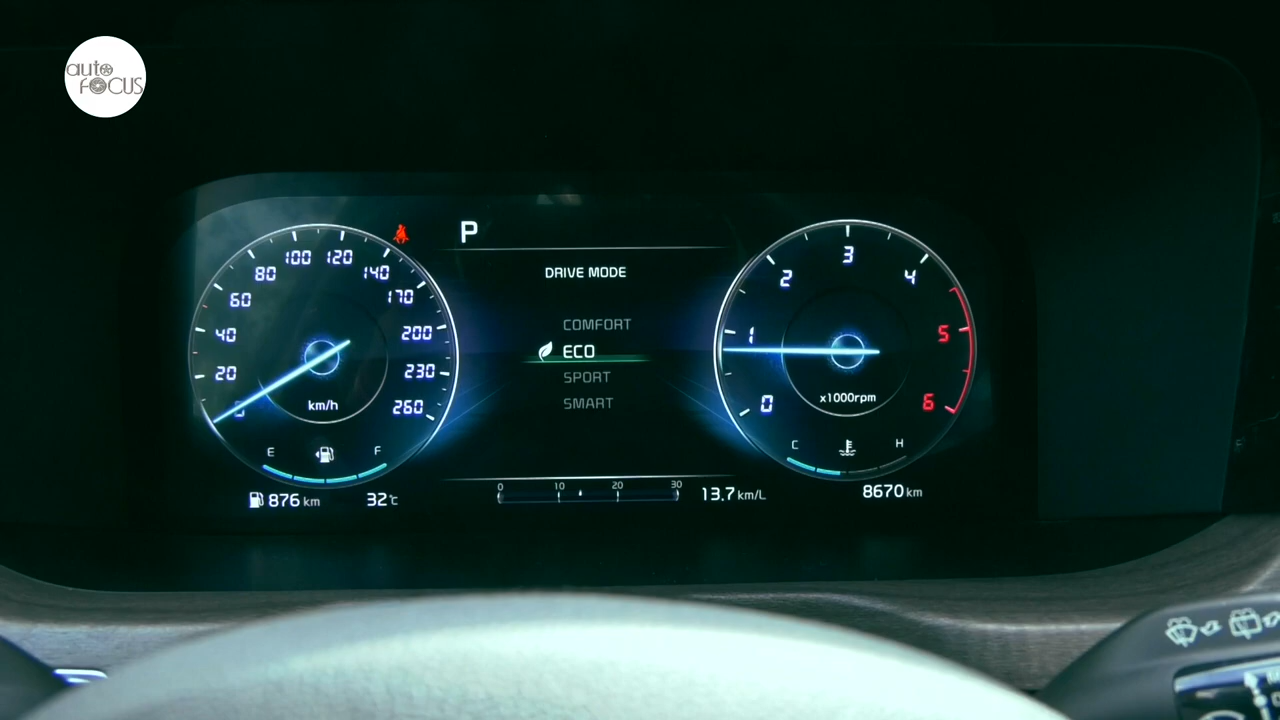 auto
FOCUS
P
DRIVE MODE
COMFORT
ECO
SPORT
SMART
0
20
40
60
80
100
120
140
170
200
230
260
km/h
E
F
876 km
32℃
0
10
20
30
13.7 km/L
0
1
2
3
4
5
6
x1000rpm
C
H
8670 km